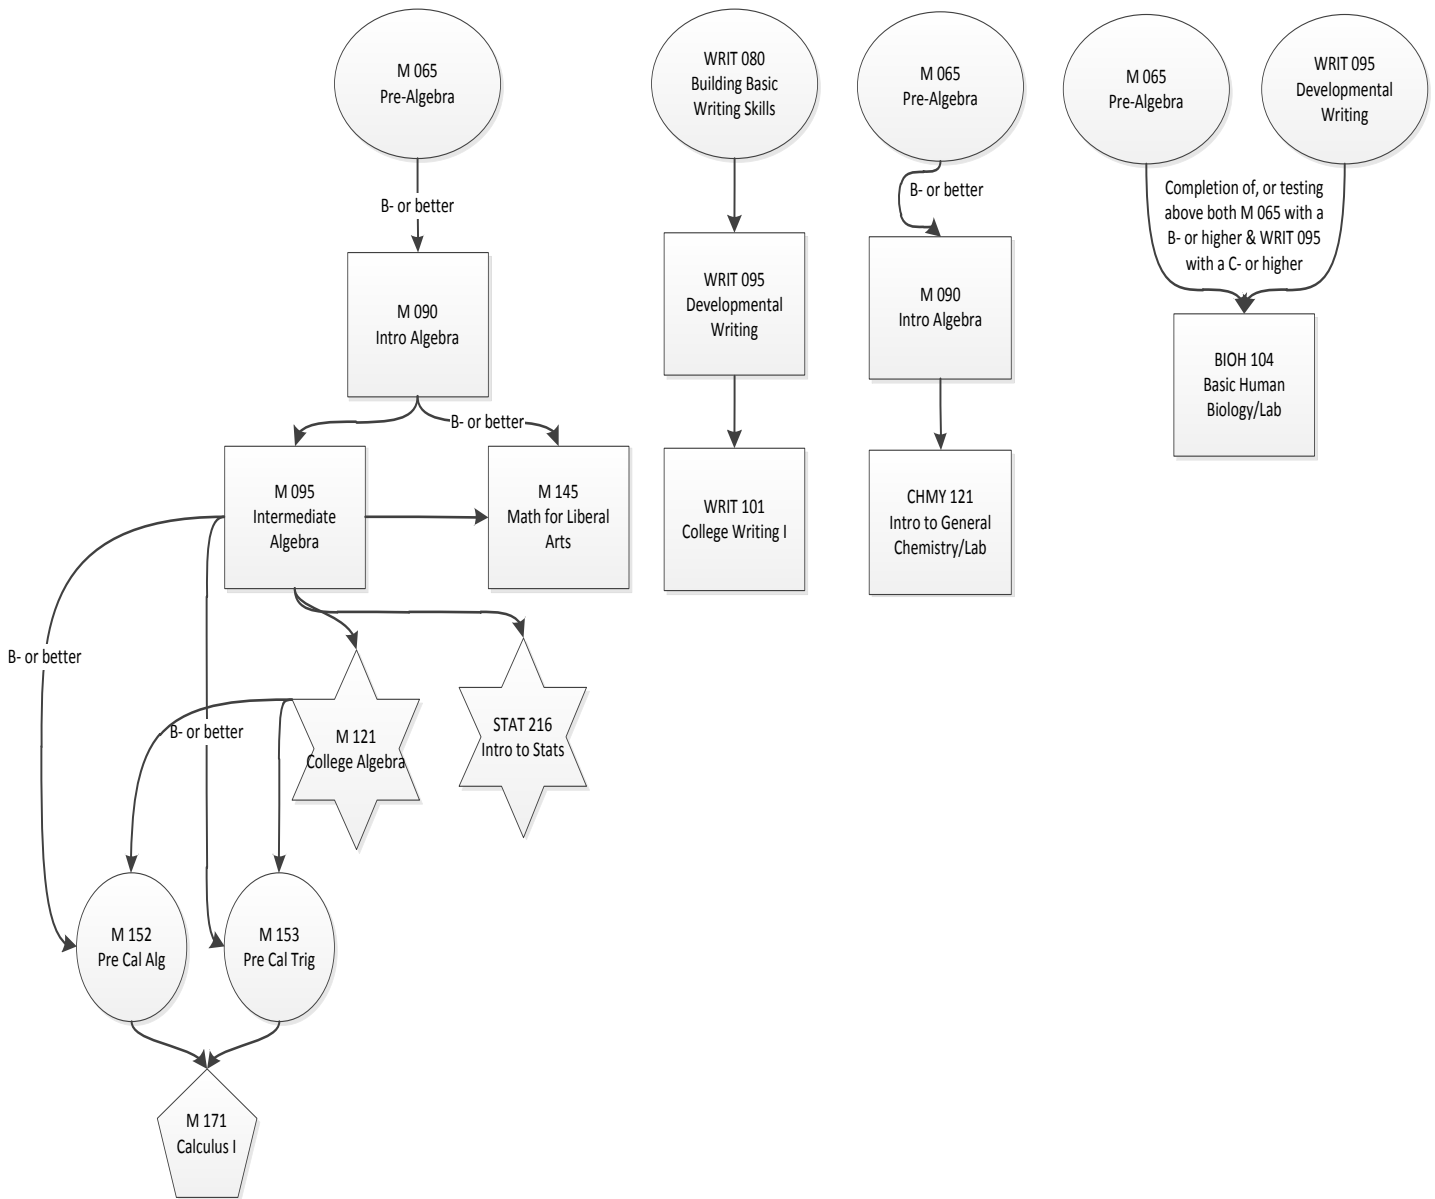 M 065
Pre-Algebra
B- or better
M 090
Intro Algebra
B- or better
M 095
Intermediate
Algebra
M 145
Math for Liberal
Arts
B- or better
B- or better
M 121
College Algebra
STAT 216
Intro to Stats
M 152
Pre Cal Alg
M 153
Pre Cal Trig
M 171
Calculus I
WRIT 080
Building Basic
Writing Skills
WRIT 095
Developmental
Writing
WRIT 101
College Writing I
M 065
Pre-Algebra
B- or better
M 090
Intro Algebra
CHMY 121
Intro to General
Chemistry/Lab
M 065
Pre-Algebra
WRIT 095
Developmental
Writing
Completion of, or testing
above both M 065 with a
B- or higher & WRIT 095
with a C- or higher
BIOH 104
Basic Human
Biology/Lab